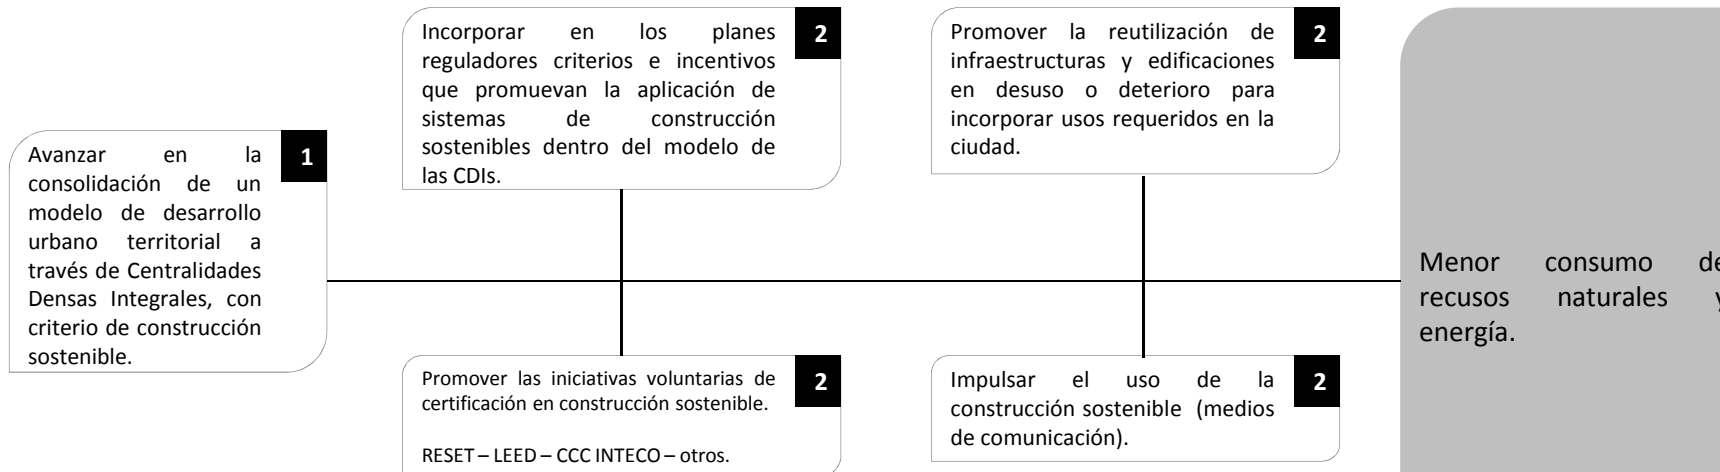 Avanzar en la
consolidación de un
modelo de desarrollo
urbano territorial a
través de Centralidades
Densas Integrales, con
criterio de construcción
sostenible.
1
Incorporar en los planes
reguladores criterios e incentivos
que promuevan la aplicación de
sistemas de construcción
sostenibles dentro del modelo de
las CDIs.
2
Promover la reutilización de
infraestructuras y edificaciones
en desuso o deterioro para
incorporar usos requeridos en la
ciudad.
2
Promover las iniciativas voluntarias de
certificación en construcción sostenible.
RESET – LEED – CCC INTECO – otros.
2
Impulsar el uso de la
construcción sostenible (medios
de comunicación).
2
Menor consumo de
recusos naturales y
energía.